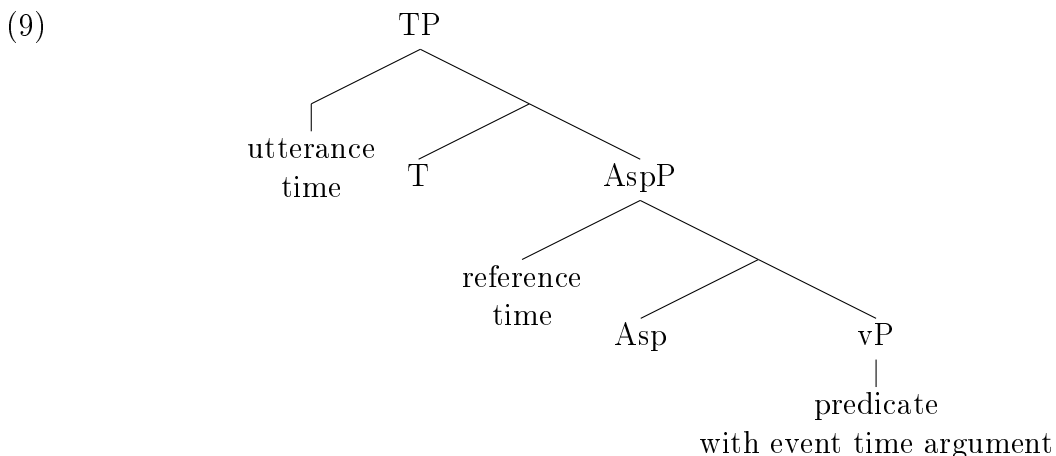 (9)
TP
utterance
time
T
AspP
reference
time
Asp
vP
predicate
with event time argument